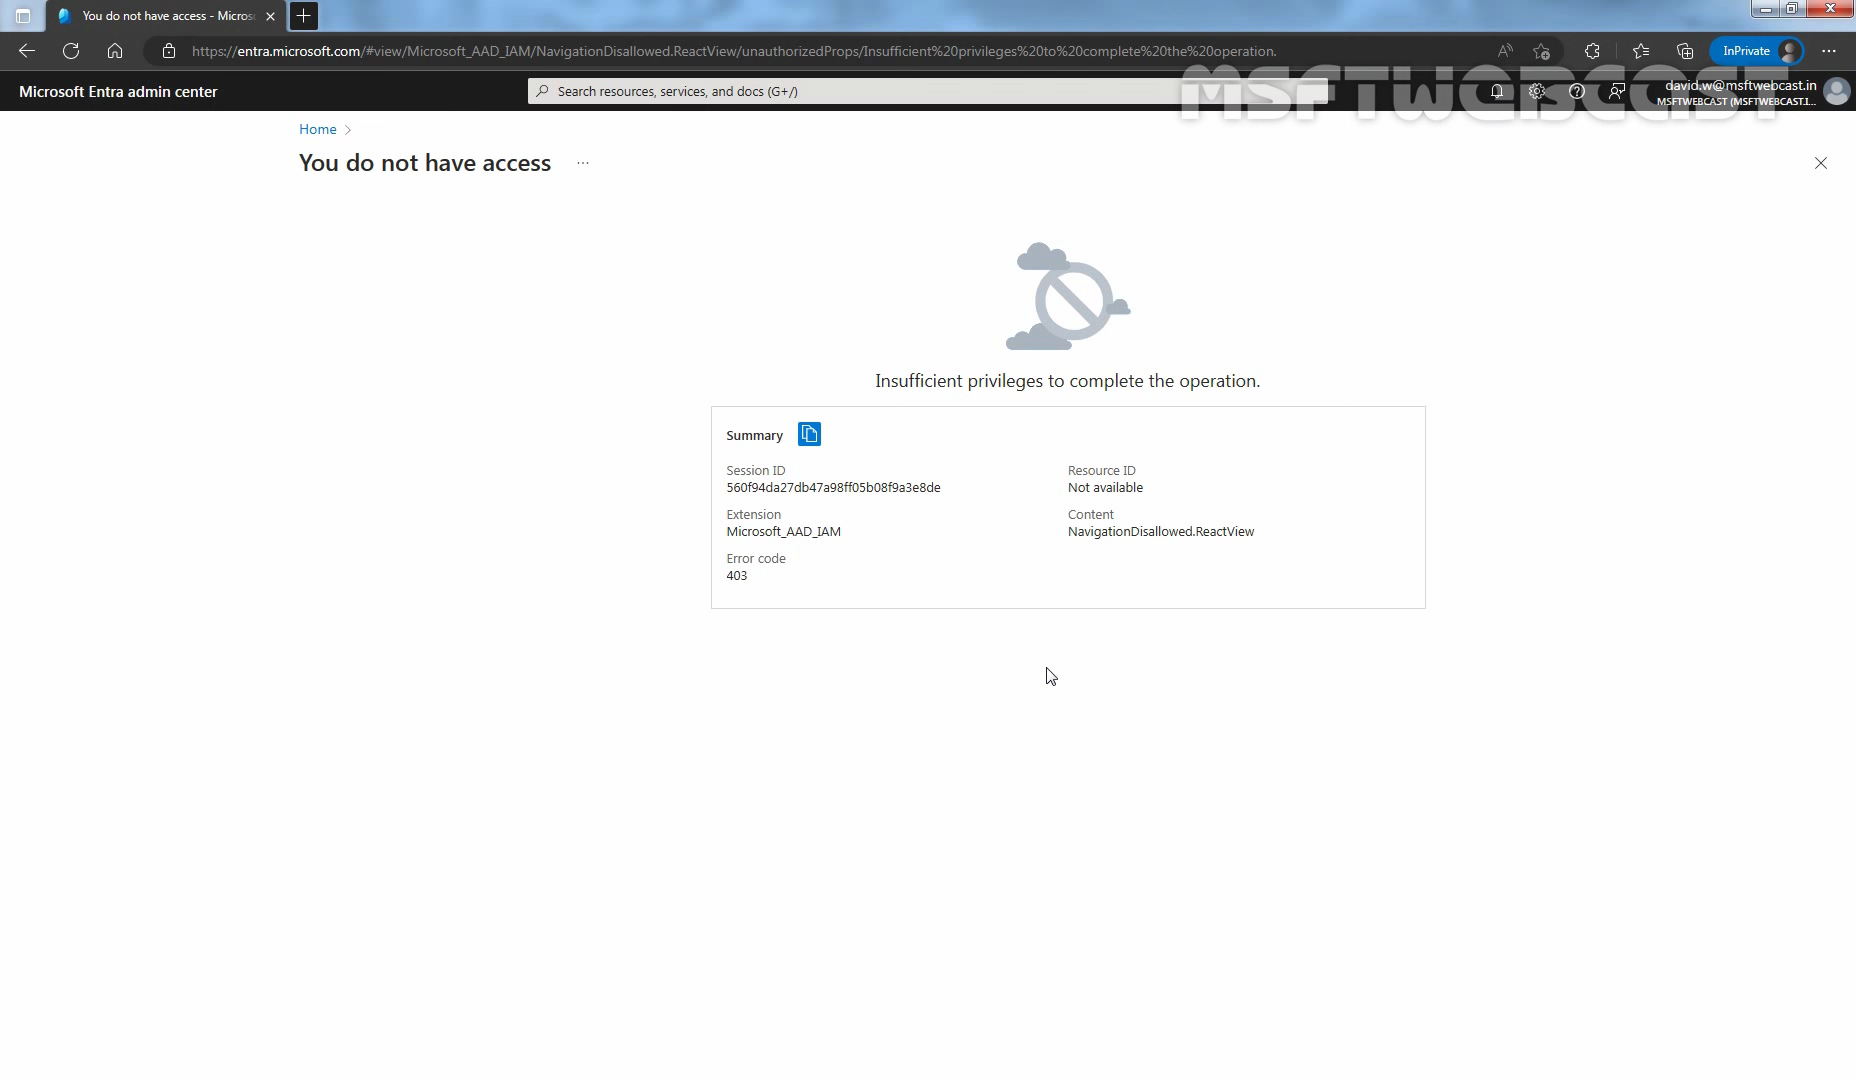 You do not have access - Micros
https://entra.microsoft.com/#view/Microsoft_AAD_IAM/NavigationDisallowed.ReactView/unauthorizedProps/Insufficient%20privileges%20to%20complete%20the%20operation.
InPrivate
Microsoft Entra admin center
Search resources, services, and docs (G+/)
MSFTWEBCAST
david.w@msftwebcast.in
MSFTWEBCAST (MSFTWEBCAST.I...
Home
You do not have access
Insufficient privileges to complete the operation.
Summary
Session ID
560f94da27db47a98ff05b08f9a3e8de
Resource ID
Not available
Extension
Microsoft_AAD_IAM
Content
NavigationDisallowed.ReactView
Error code
403